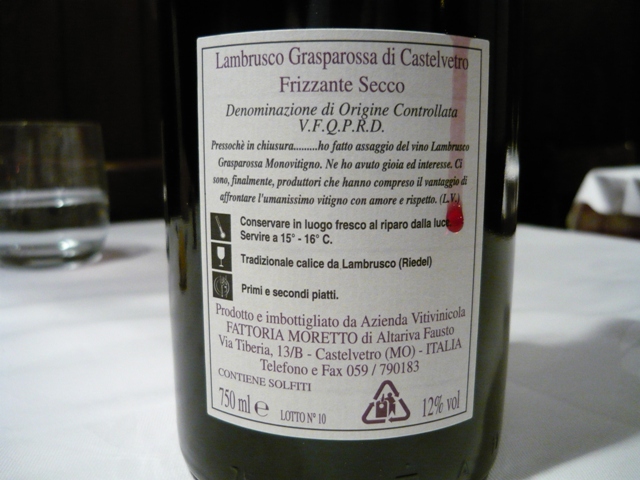 Lambrusco Grasparossa di Castelvetro
Frizzante Secco
Denominazione di Origine Controllata
V.F.Q.P.R.D.
Pressochè in chiusura.........ho fatto assaggio del vino Lambrusco
Grasparossa Monovitigno. Ne ho avuto gioia ed interesse. Ci
sono, finalmente, produttori che hanno compreso il vantaggio di
affrontare l'umanissimo vitigno con amore e rispetto. (L.V.)
Conservare in luogo fresco al riparo dalla luce.
Servire a 15° - 16° C.
Tradizionale calice da Lambrusco (Riedel)
Primi e secondi piatti.
Prodotto e imbottigliato da Azienda Vitivinicola
FATTORIA MORETTO di Altariva Fausto
Via Tiberia, 13/B - Castelvetro (MO) - ITALIA
Telefono e Fax 059 / 790183
CONTIENE SOLFITI
750 ml e LOTTO N° 10 12% vol